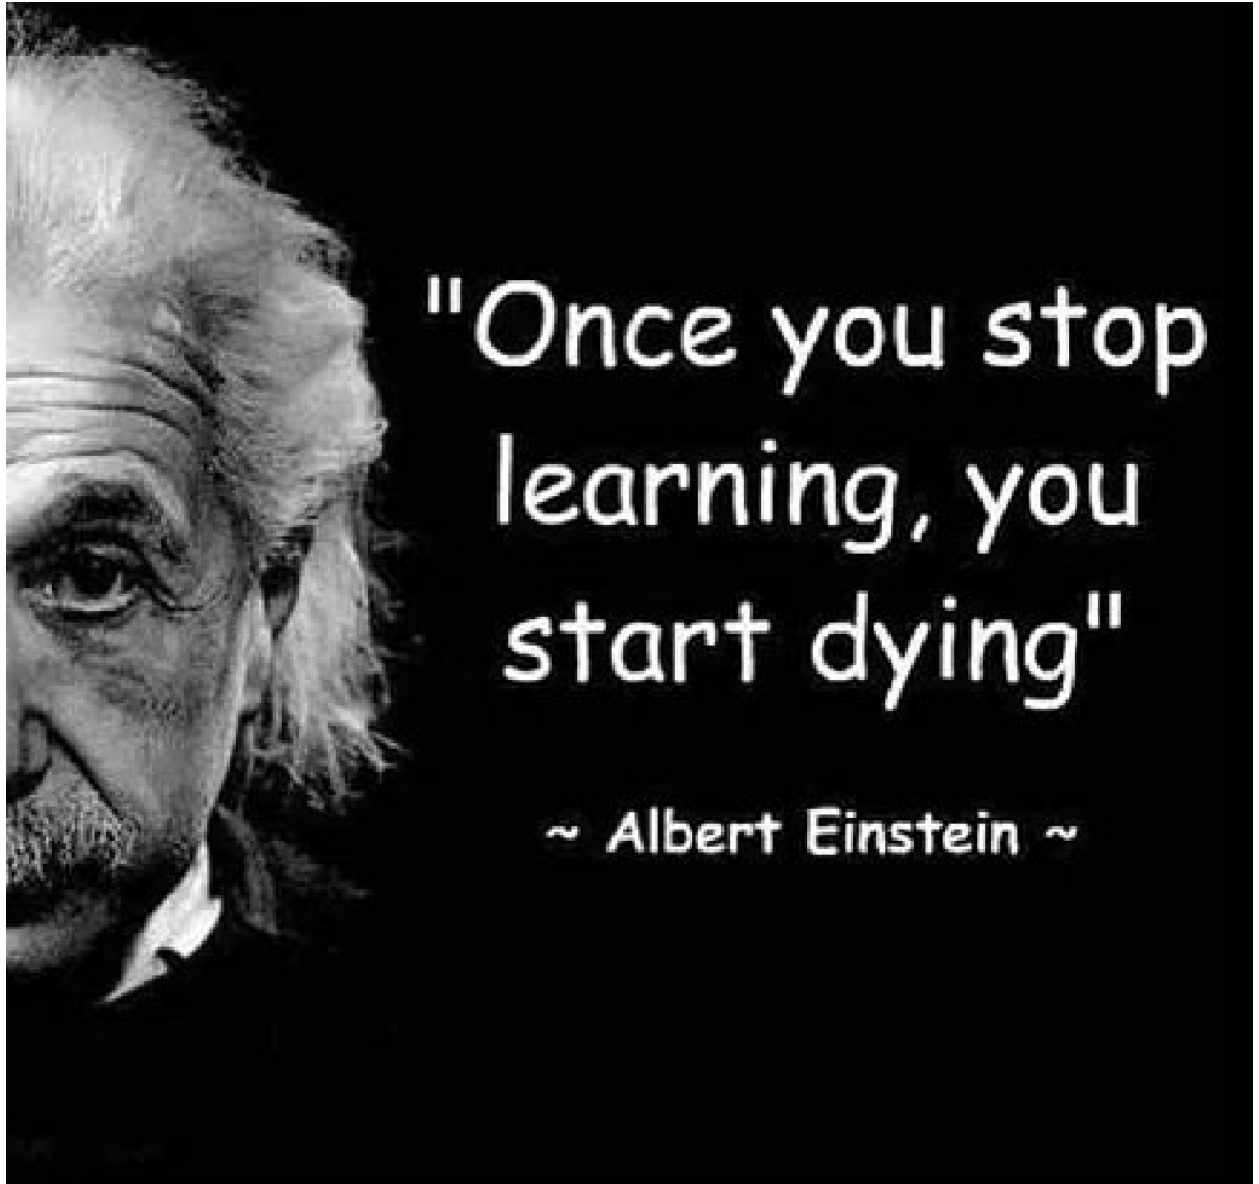 "Once you stop
learning, you
start dying"
~ Albert Einstein ~